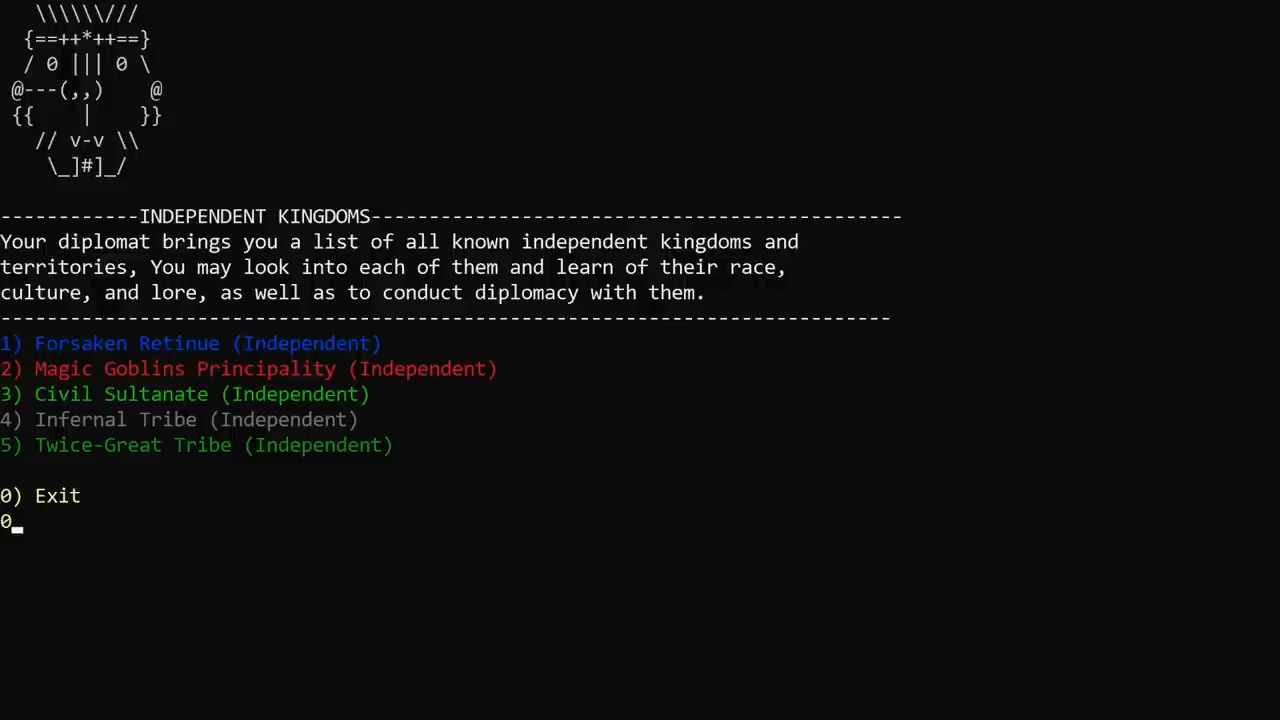 \\\\\\///
  {==++*++==}
  / 0 ||| 0 \
 @---(,,)    @
 {{    |    }}
   // v-v \\
    \_]#]_/
------------INDEPENDENT KINGDOMS----------------------------------------------
Your diplomat brings you a list of all known independent kingdoms and
territories, You may look into each of them and learn of their race,
culture, and lore, as well as to conduct diplomacy with them.
-----------------------------------------------------------------------------
1) Forsaken Retinue (Independent)
2) Magic Goblins Principality (Independent)
3) Civil Sultanate (Independent)
4) Infernal Tribe (Independent)
5) Twice-Great Tribe (Independent)
0) Exit
0_